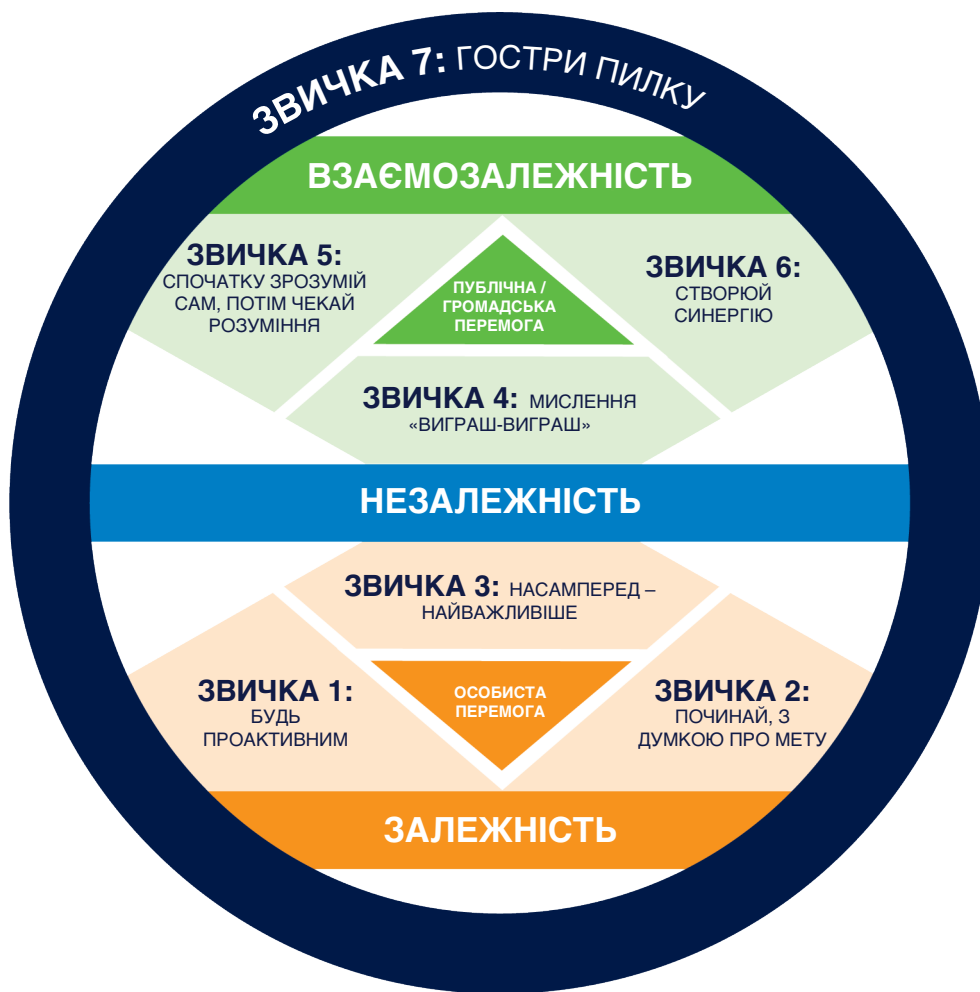 ЗВИЧКА 7: ГОСТРИ ПИЛКУ
ВЗАЄМОЗАЛЕЖНІСТЬ
ЗВИЧКА 5:
СПОЧАТКУ ЗРОЗУМІЙ
САМ, ПОТІМ ЧЕКАЙ
РОЗУМІННЯ
ПУБЛІЧНА /
ГРОМАДСЬКА
ПЕРЕМОГА
ЗВИЧКА 6:
СТВОРЮЙ
СИНЕРГІЮ
ЗВИЧКА 4: МИСЛЕННЯ
«ВИГРАШ-ВИГРАШ»
НЕЗАЛЕЖНІСТЬ
ЗВИЧКА 3: НАСАМПЕРЕД –
НАЙВАЖЛИВІШЕ
ЗВИЧКА 1:
БУДЬ
ПРОАКТИВНИМ
ОСОБИСТА
ПЕРЕМОГА
ЗВИЧКА 2:
ПОЧИНАЙ, З
ДУМКОЮ ПРО МЕТУ
ЗАЛЕЖНІСТЬ